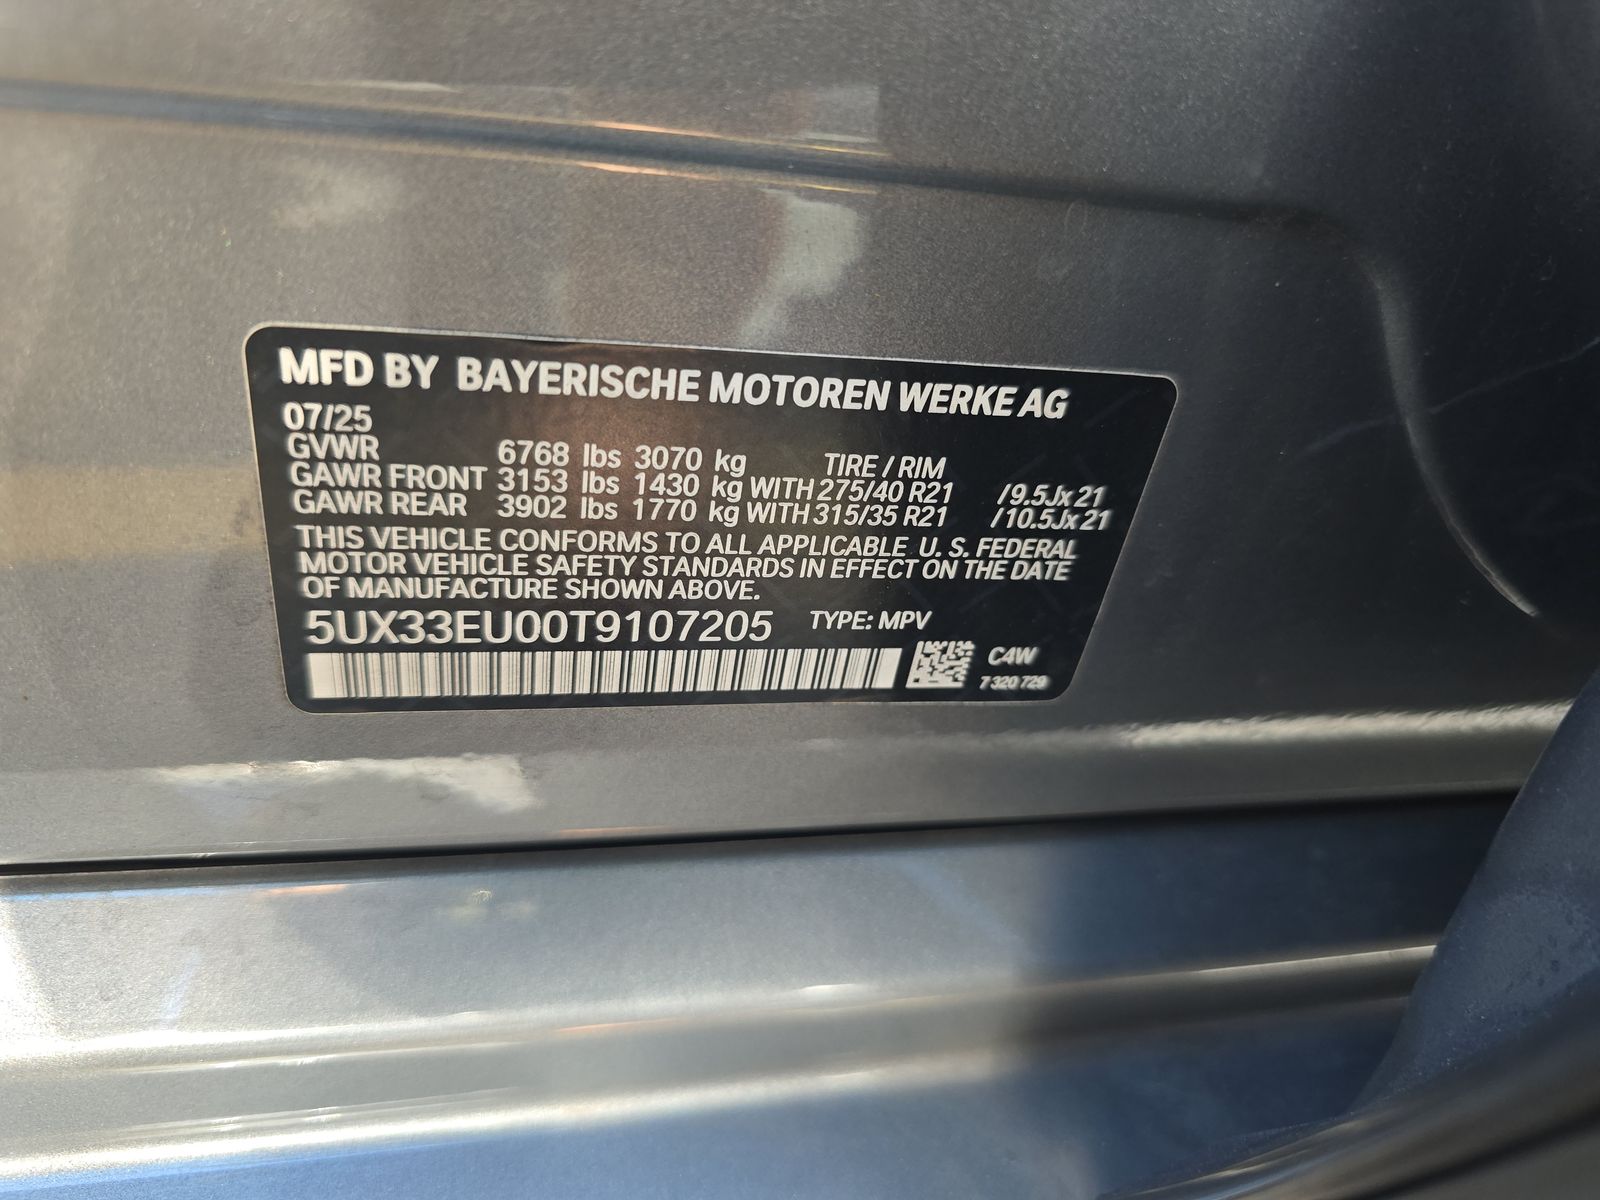 MFD BY BAYERISCHE MOTOREN WERKE AG
07/25
GVWR 6768 lbs 3070 kg TIRE / RIM
GAWR FRONT 3153 lbs 1430 kg WITH 275/40 R21 /9.5Jx21
GAWR REAR 3902 lbs 1770 kg WITH 315/35 R21 /10.5Jx21
THIS VEHICLE CONFORMS TO ALL APPLICABLE U. S. FEDERAL
MOTOR VEHICLE SAFETY STANDARDS IN EFFECT ON THE DATE
OF MANUFACTURE SHOWN ABOVE.
5UX33EU00T9107205 TYPE: MPV
C4W
7 320 729